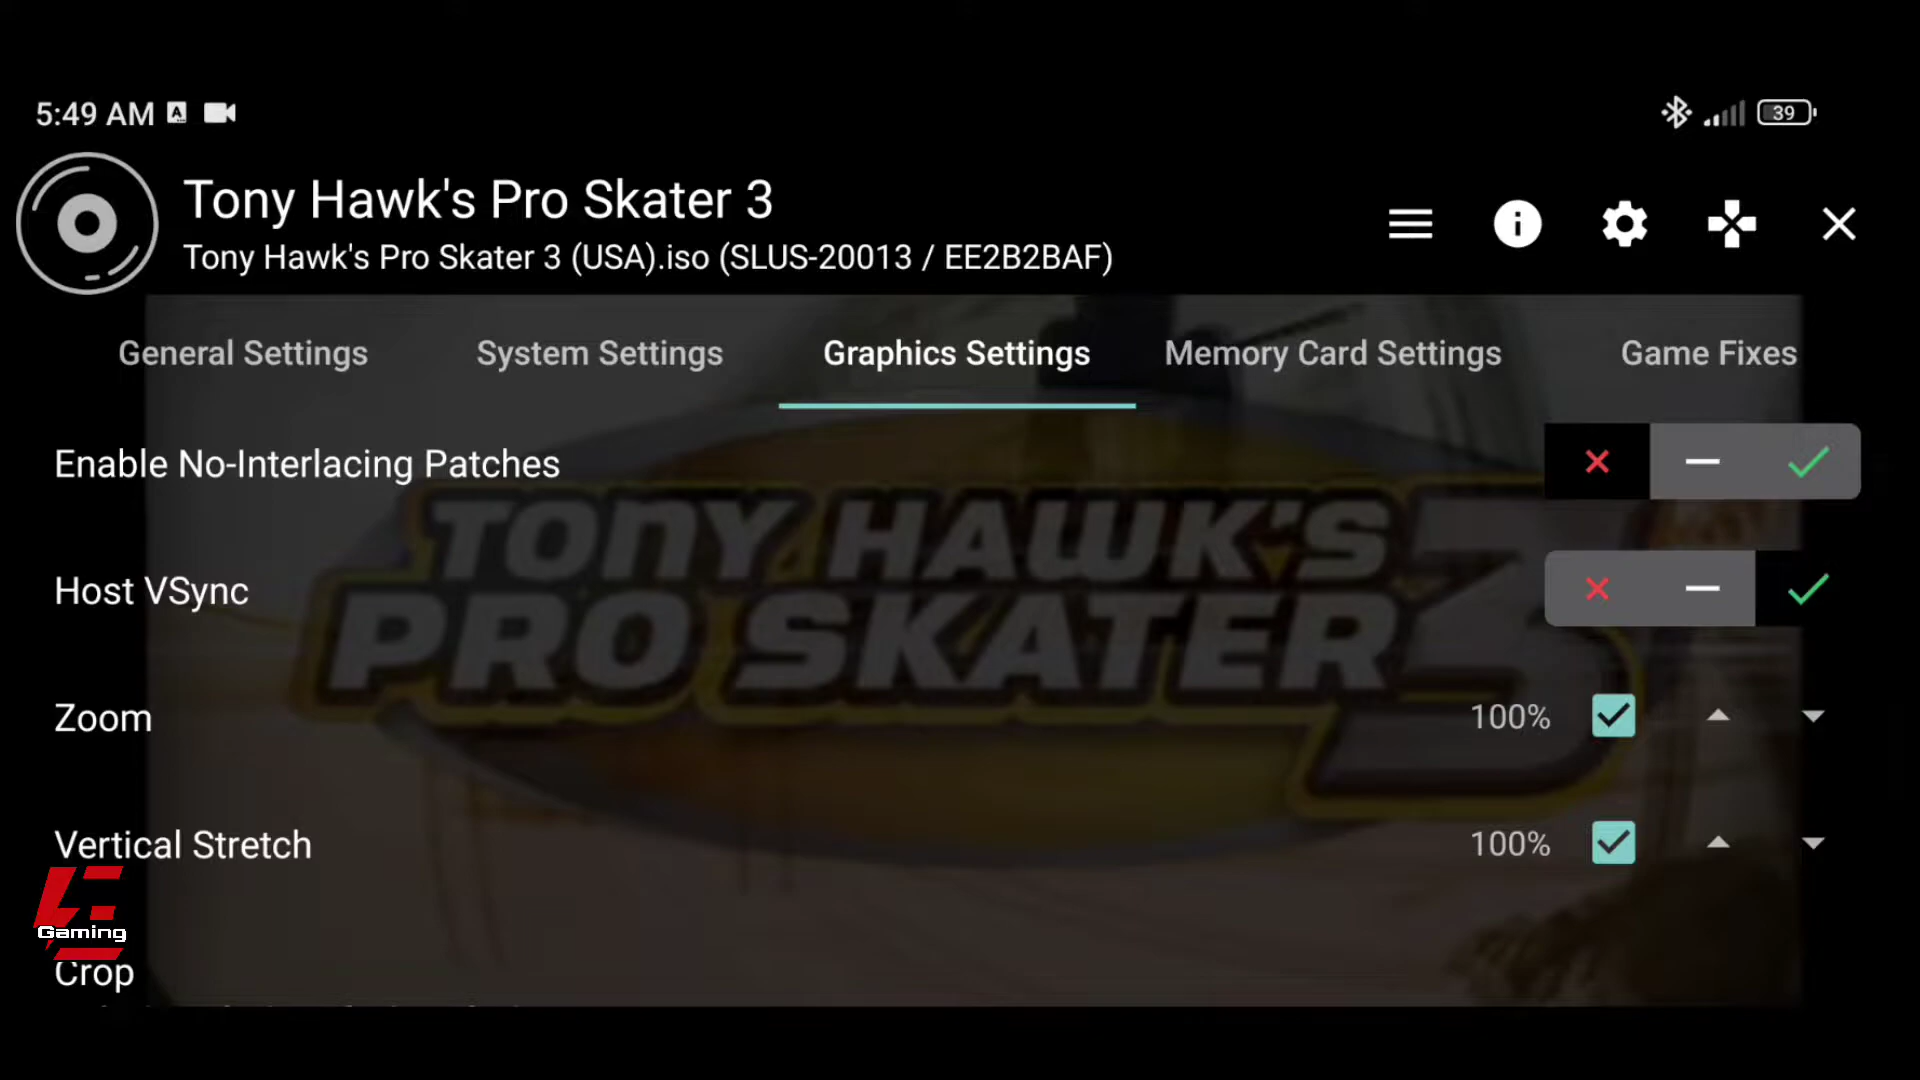 5:49 AM
39
Tony Hawk's Pro Skater 3
Tony Hawk's Pro Skater 3 (USA).iso (SLUS-20013 / EE2B2BAF)
General Settings
System Settings
Graphics Settings
Memory Card Settings
Game Fixes
Enable No-Interlacing Patches
TONY HAWK'S
PRO SKATER 3
Host VSync
Zoom
100%
Vertical Stretch
100%
Gaming
Crop